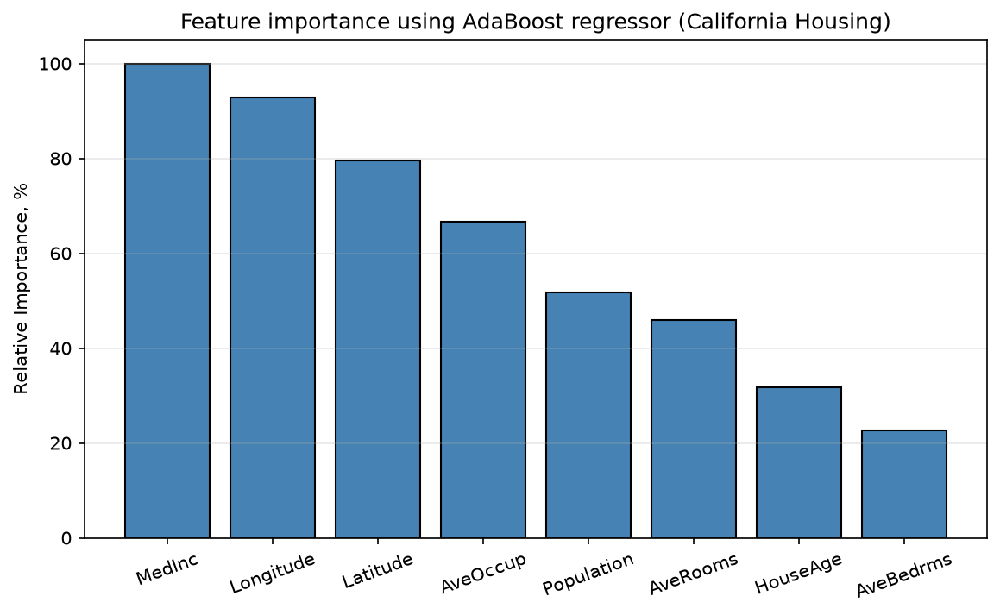 Feature importance using AdaBoost regressor (California Housing)
Relative Importance, %
100
80
60
40
20
0
MedInc
Longitude
Latitude
AveOccup
Population
AveRooms
HouseAge
AveBedrms